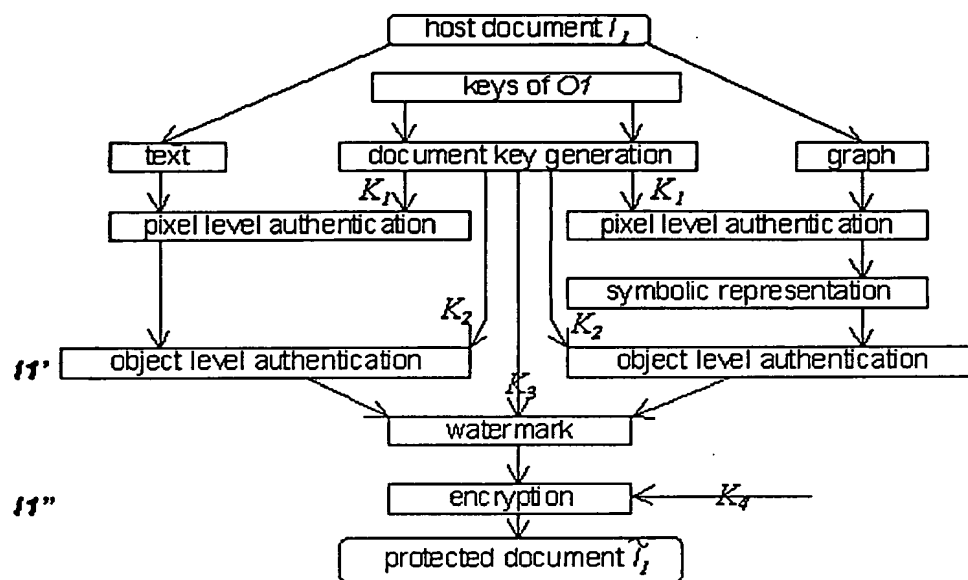 host document I₁
keys of O1
text
document key generation
graph
K₁
K₁
pixel level authentication
pixel level authentication
symbolic representation
K₂
K₂
object level authentication
object level authentication
I1'
K₃
watermark
I1"
encryption
K₄
protected document Ĩ₁